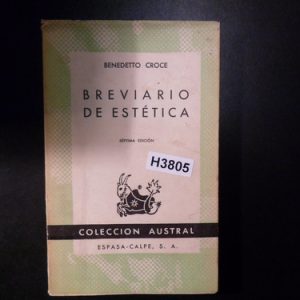 BENEDETTO CROCE
BREVIARIO
DE ESTÉTICA
SÉPTIMA EDICIÓN
H3805
COLECCION AUSTRAL
ESPASA-CALPE, S. A.